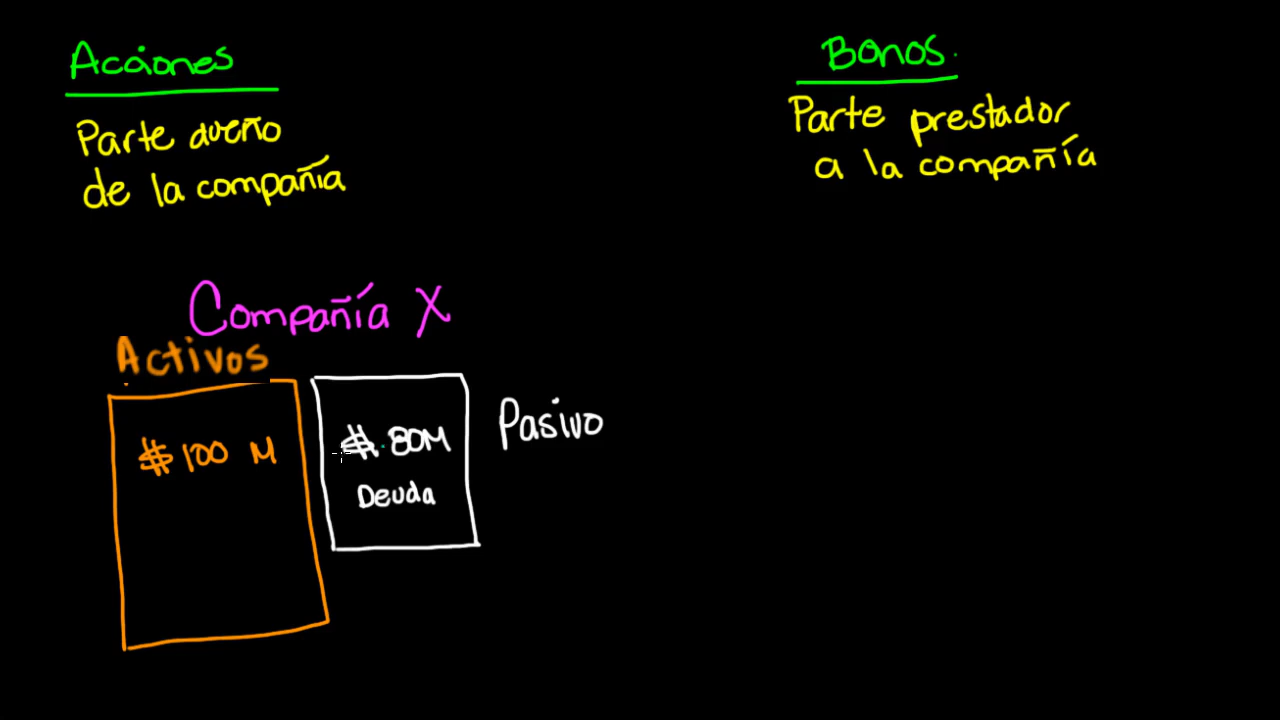 Acciones
Parte dueño
de la compañía
Bonos.
Parte prestador
a la compañía
Compañía X
Activos
$100 M
$80M
Deuda
Pasivo